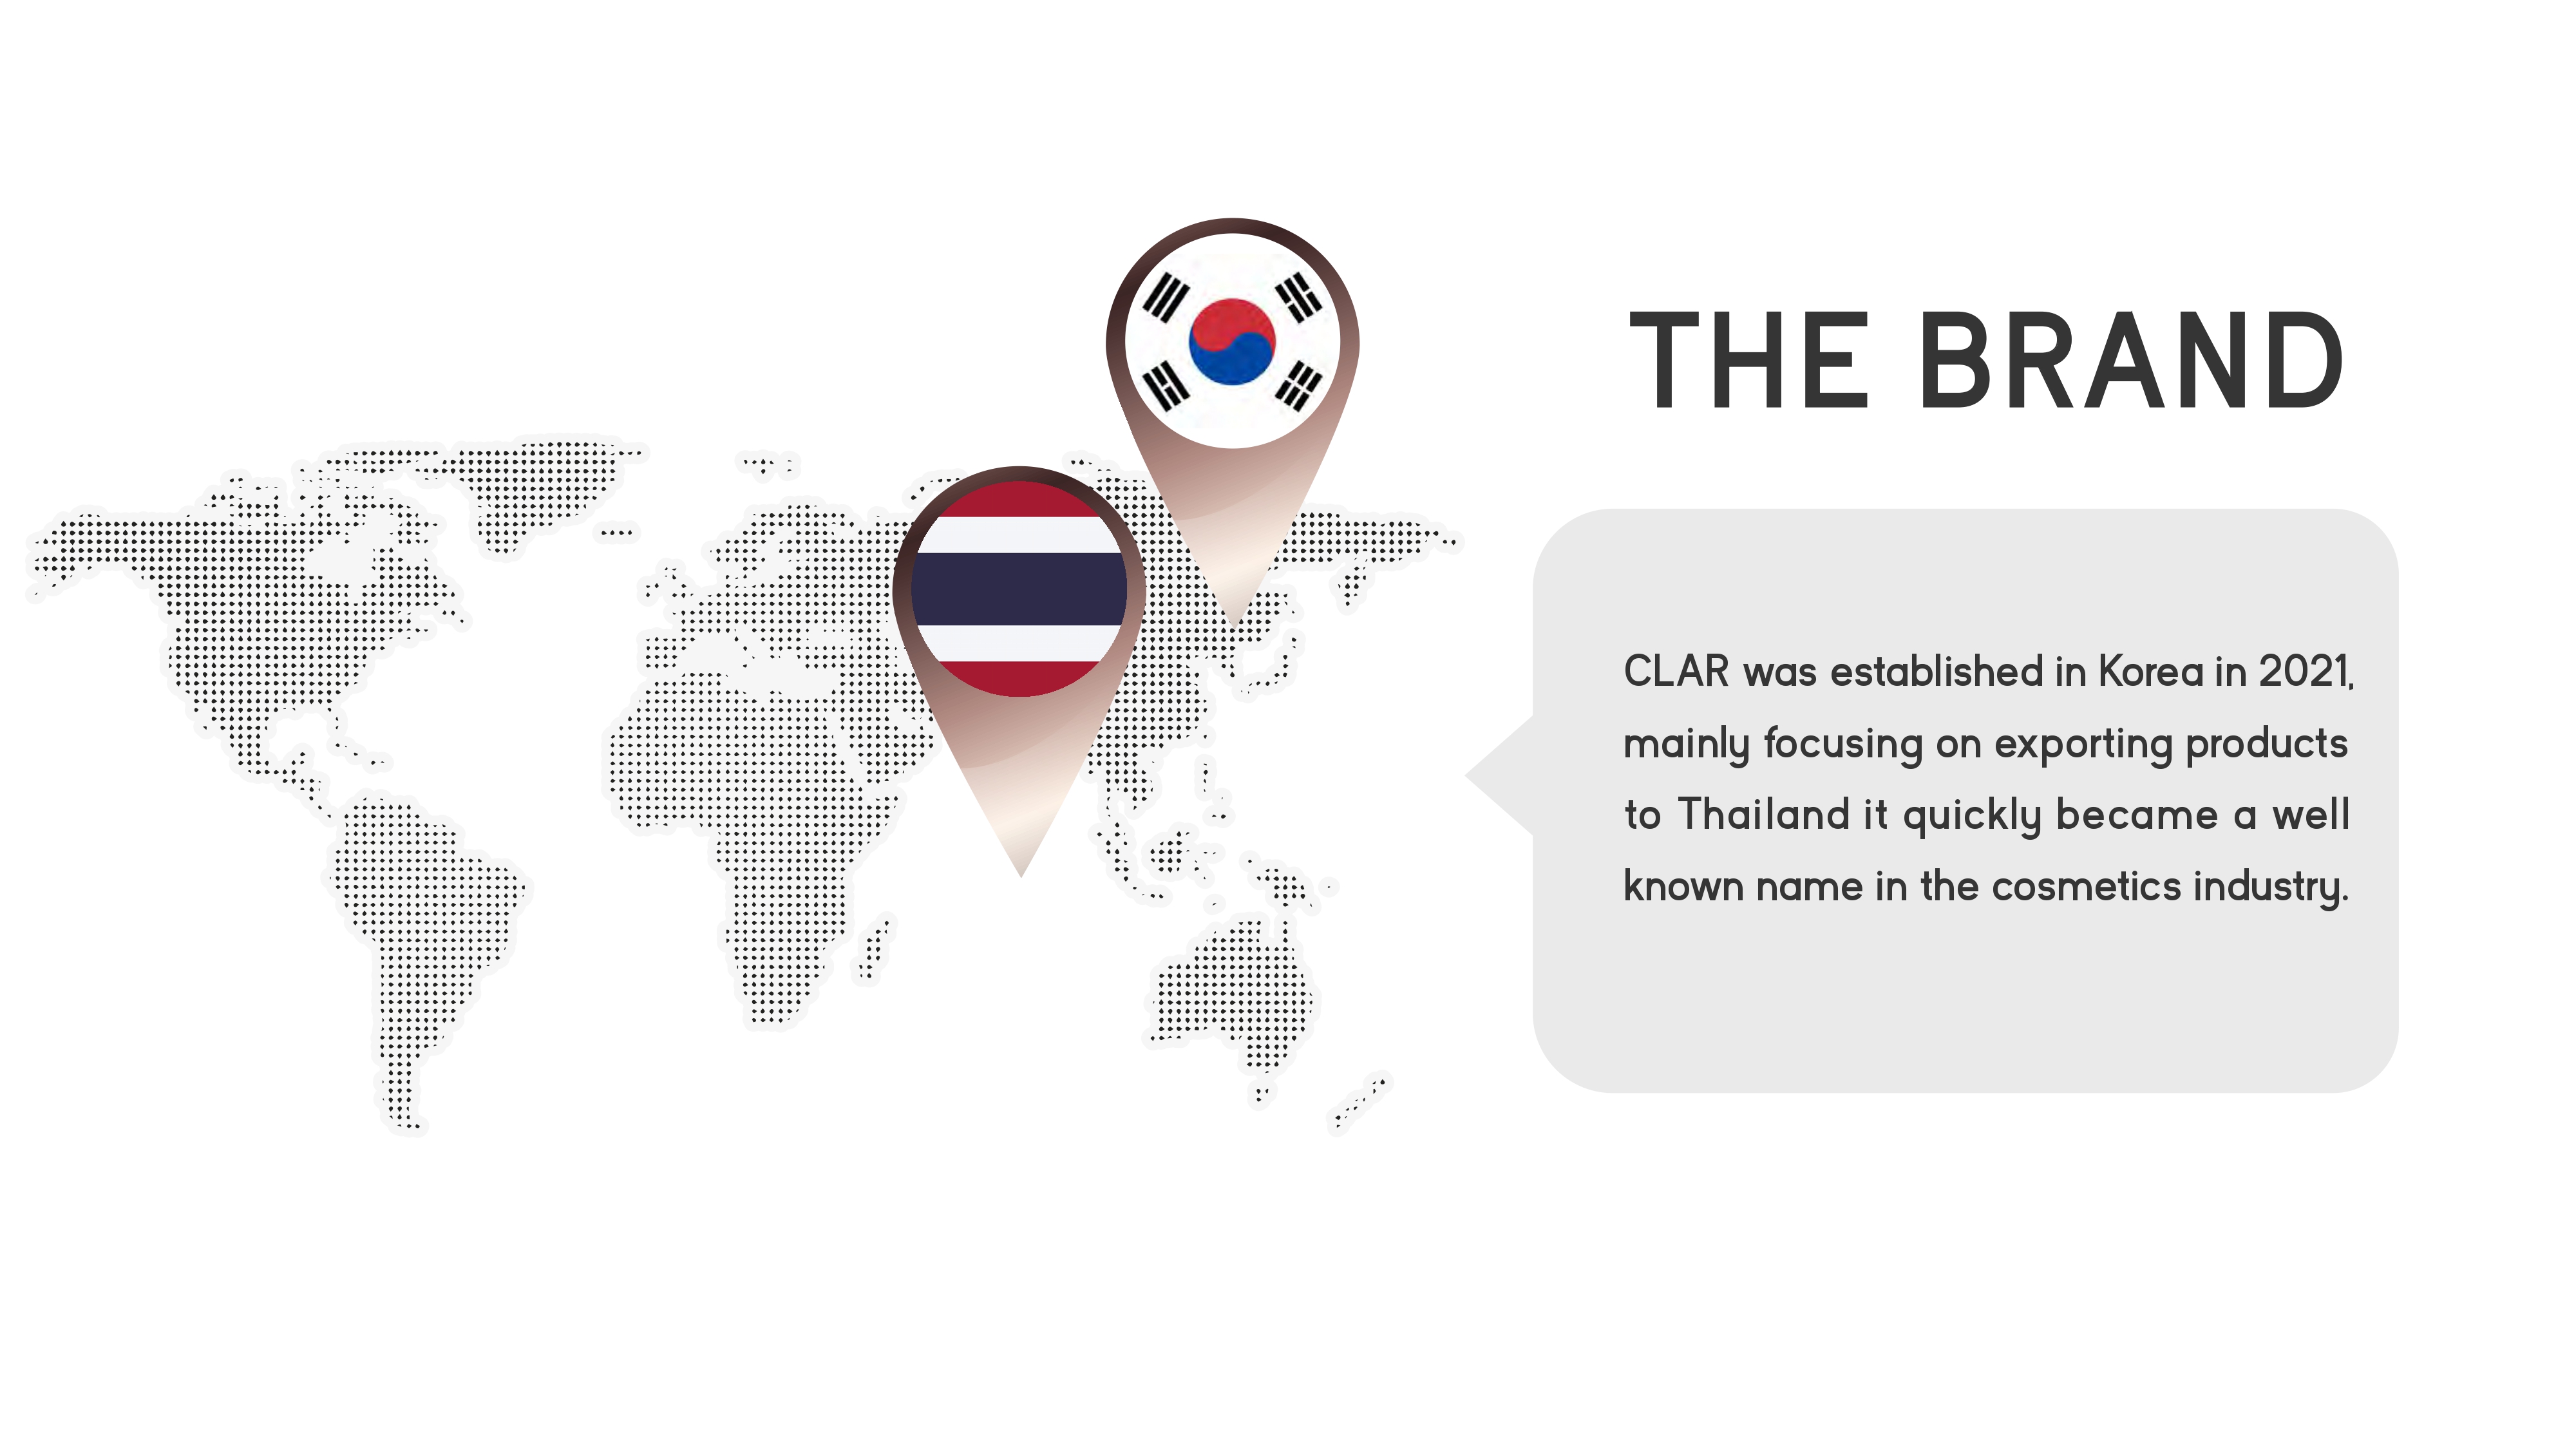 THE BRAND
CLAR was established in Korea in 2021,
mainly focusing on exporting products
to Thailand it quickly became a well
known name in the cosmetics industry.